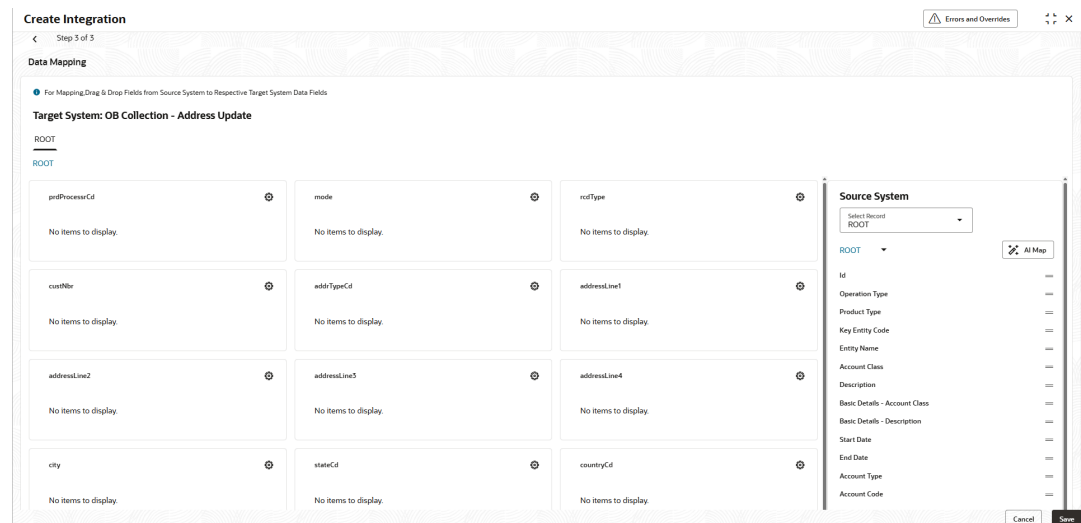 Create Integration
Errors and Overrides
Step 3 of 3
Data Mapping
For Mapping,Drag & Drop Fields from Source System to Respective Target System Data Fields
Target System: OB Collection - Address Update
ROOT
ROOT
prdProcessrCd
No items to display.
mode
No items to display.
rcdType
No items to display.
custNbr
No items to display.
addrTypeCd
No items to display.
addressLine1
No items to display.
addressLine2
No items to display.
addressLine3
No items to display.
addressLine4
No items to display.
city
No items to display.
stateCd
No items to display.
countryCd
No items to display.
Source System
Select Record
ROOT
ROOT
AI Map
Id
Operation Type
Product Type
Key Entity Code
Entity Name
Account Class
Description
Basic Details - Account Class
Basic Details - Description
Start Date
End Date
Account Type
Account Code
Cancel
Save